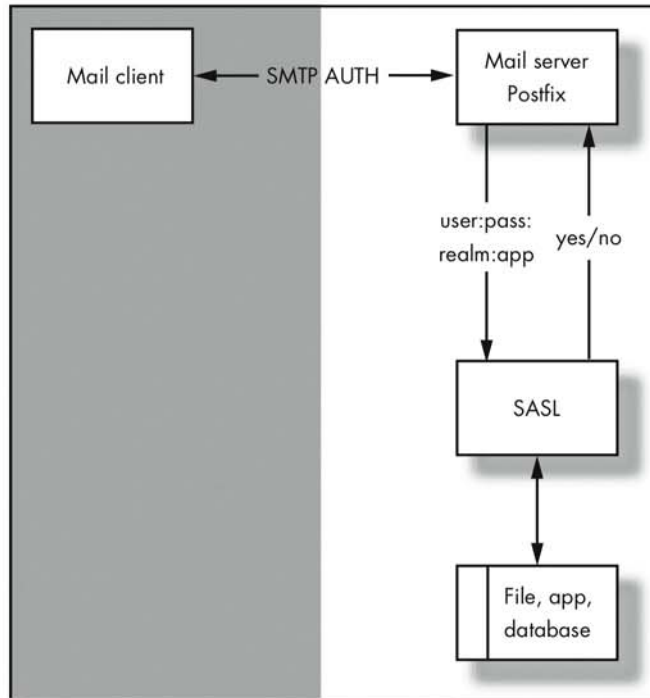 Mail client
SMTP AUTH
Mail server
Postfix
user:pass:
realm:app
yes/no
SASL
File, app,
database